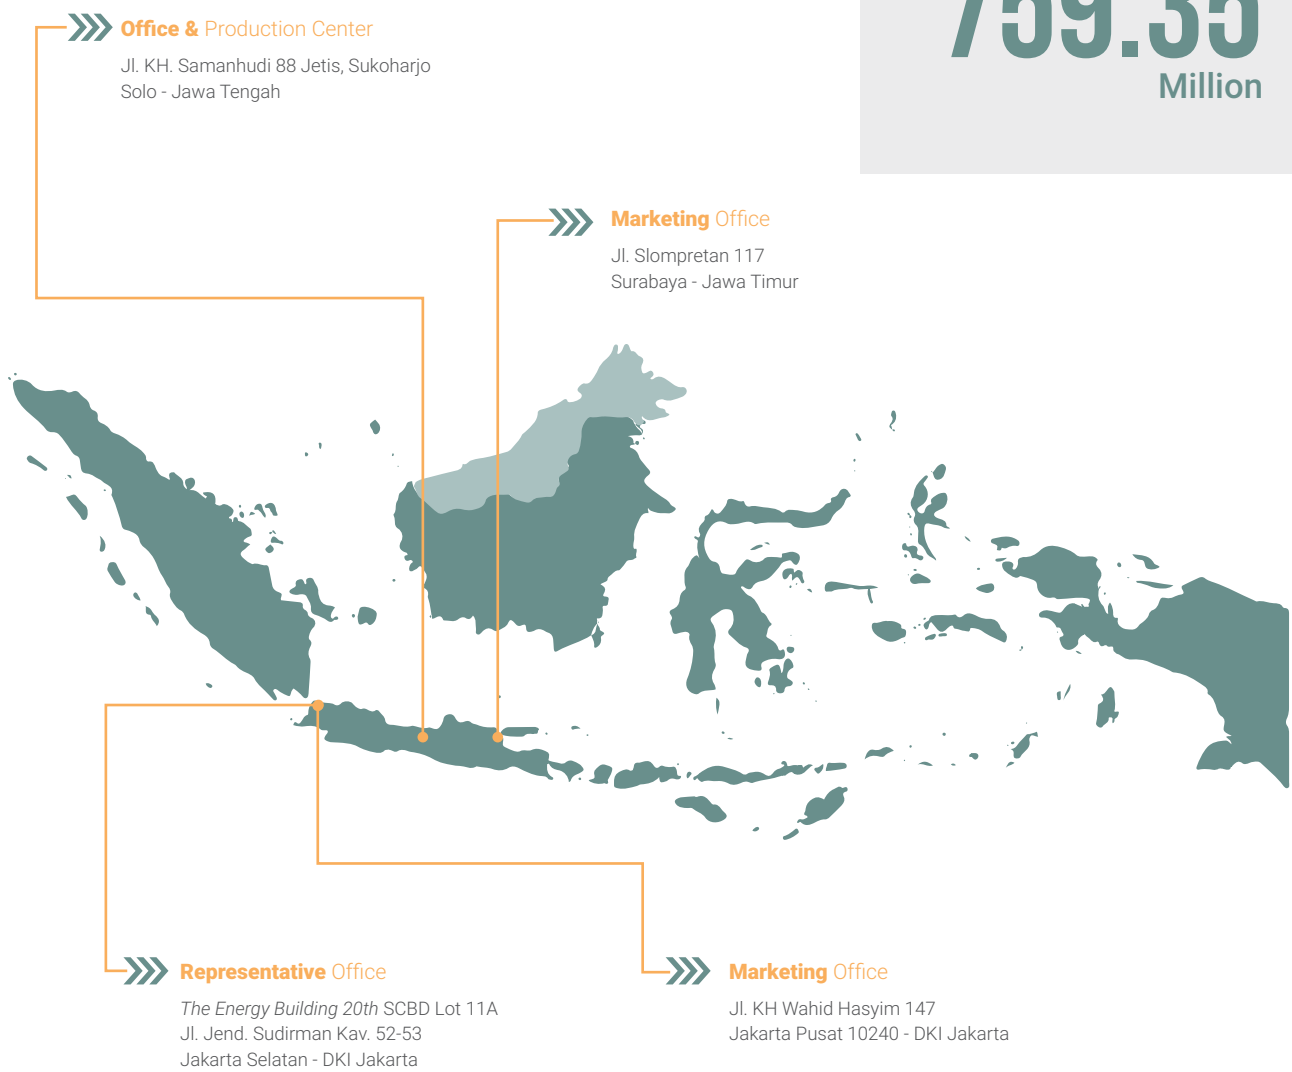 759.35
Million
Office & Production Center
Jl. KH. Samanhudi 88 Jetis, Sukoharjo
Solo - Jawa Tengah
Marketing Office
Jl. Slompretan 117
Surabaya - Jawa Timur
Representative Office
The Energy Building 20th SCBD Lot 11A
Jl. Jend. Sudirman Kav. 52-53
Jakarta Selatan - DKI Jakarta
Marketing Office
Jl. KH Wahid Hasyim 147
Jakarta Pusat 10240 - DKI Jakarta